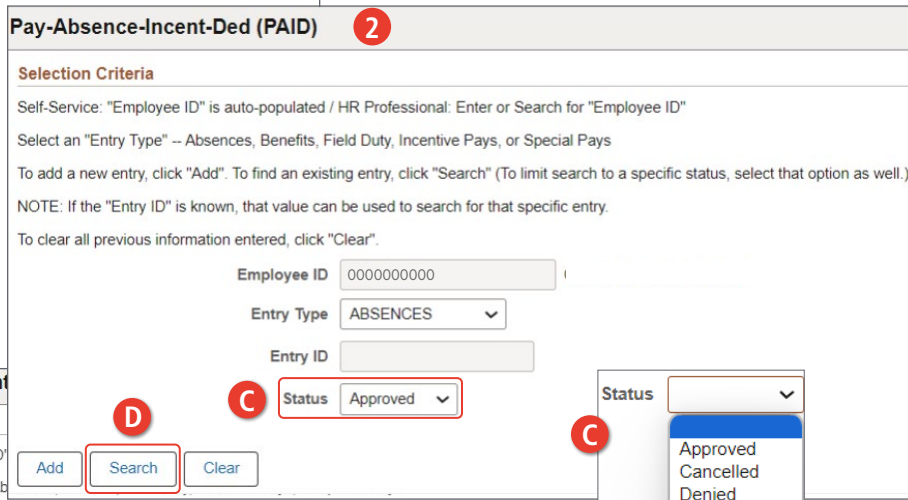 Pay-Absence-Incent-Ded (PAID) 2
Selection Criteria
Self-Service: "Employee ID" is auto-populated / HR Professional: Enter or Search for "Employee ID"
Select an "Entry Type" -- Absences, Benefits, Field Duty, Incentive Pays, or Special Pays
To add a new entry, click "Add". To find an existing entry, click "Search" (To limit search to a specific status, select that option as well.)
NOTE: If the "Entry ID" is known, that value can be used to search for that specific entry.
To clear all previous information entered, click "Clear".
Employee ID 0000000000
Entry Type ABSENCES
Entry ID
C Status Approved
D
Add Search Clear
Status
C
Approved
Cancelled
Denied